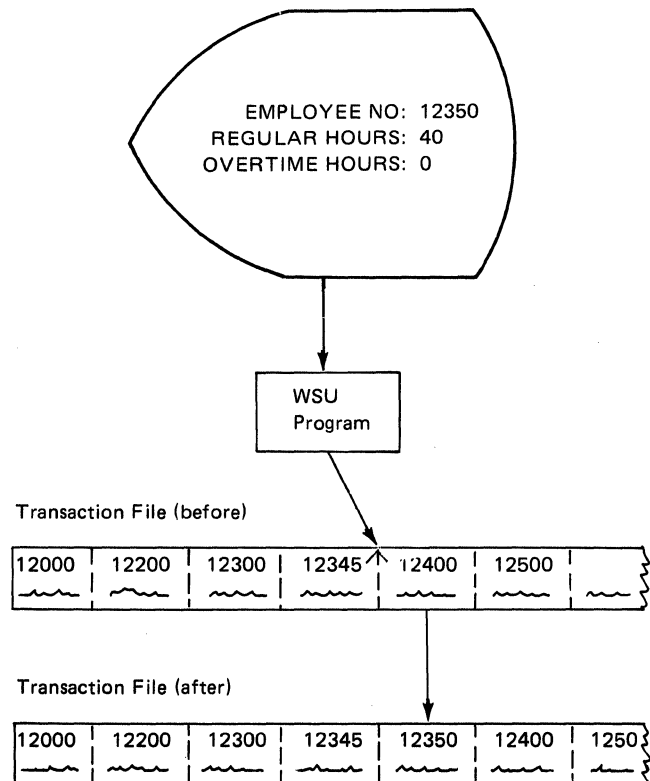 EMPLOYEE NO: 12350
REGULAR HOURS: 40
OVERTIME HOURS: 0
WSU
Program
Transaction File (before)
12000 12200 12300 12345 12400 12500
Transaction File (after)
12000 12200 12300 12345 12350 12400 1250